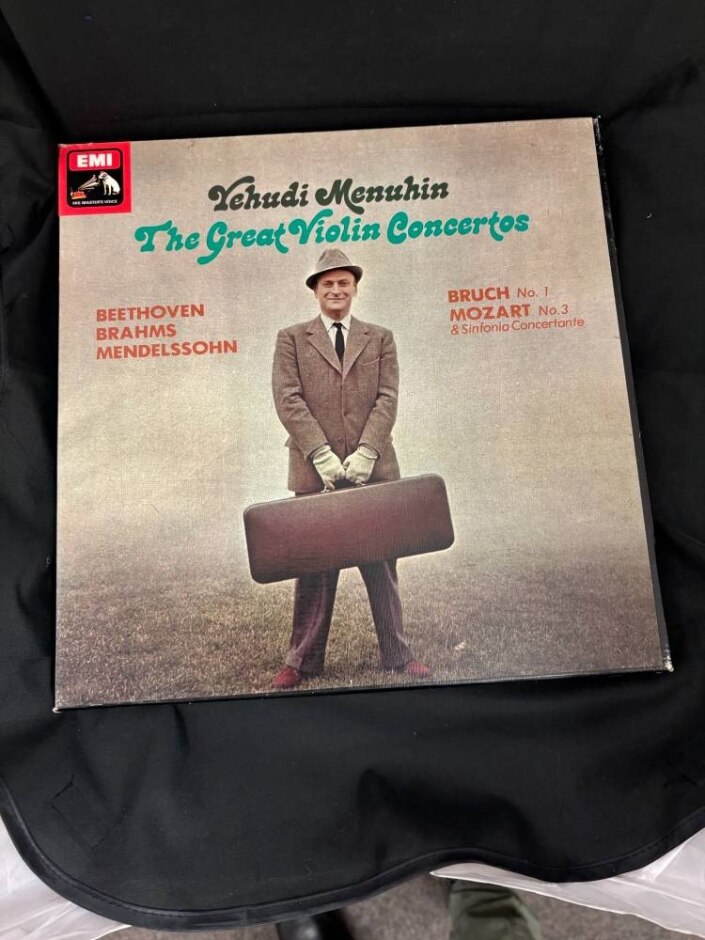 EMI
HIS MASTER'S VOICE
Yehudi Menuhin
The Great Violin Concertos
BEETHOVEN
BRAHMS
MENDELSSOHN
BRUCH No. 1
MOZART No.3
& Sinfonia Concertante